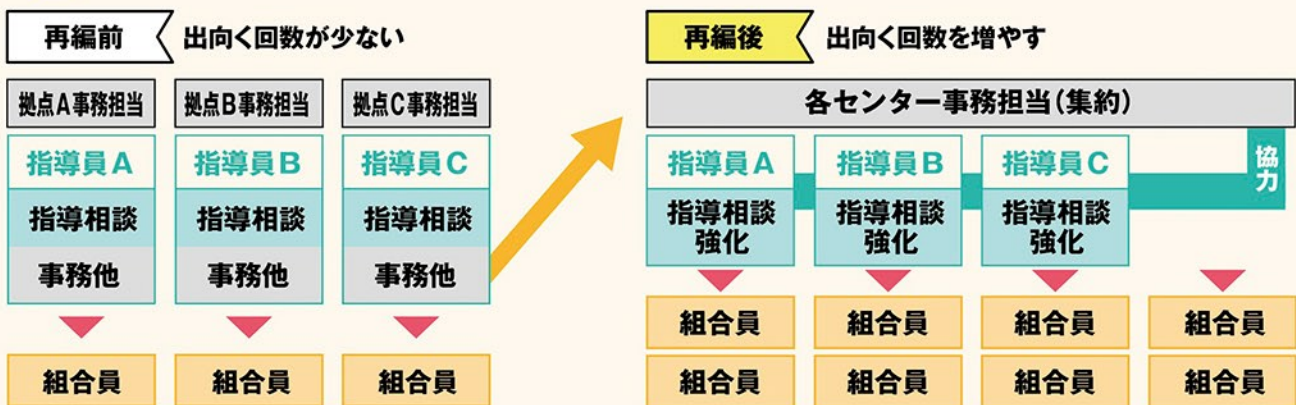 再編前
出向く回数が少ない
拠点A事務担当
拠点B事務担当
拠点C事務担当
指導員A
指導員B
指導員C
指導相談
指導相談
指導相談
事務他
事務他
事務他
組合員
組合員
組合員
再編後
出向く回数を増やす
各センター事務担当(集約)
協力
指導員A
指導員B
指導員C
指導相談
強化
指導相談
強化
指導相談
強化
組合員
組合員
組合員
組合員
組合員
組合員
組合員
組合員